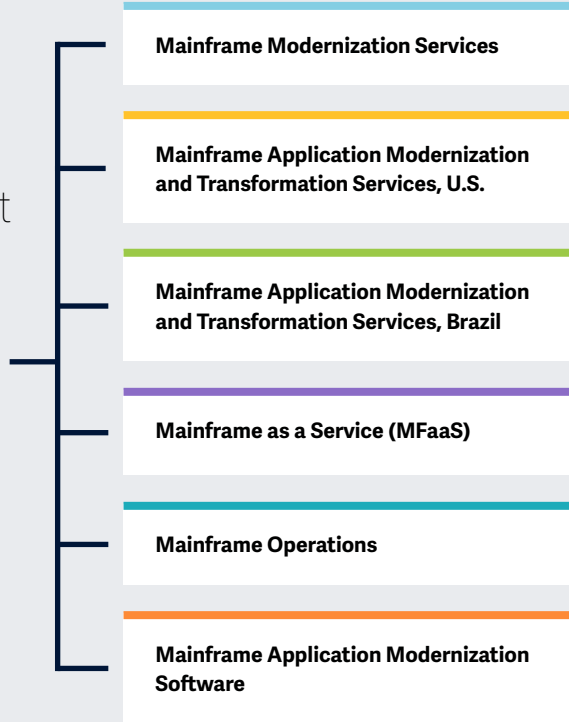 Mainframe Modernization Services
Mainframe Application Modernization
and Transformation Services, U.S.
t
Mainframe Application Modernization
and Transformation Services, Brazil
Mainframe as a Service (MFaaS)
Mainframe Operations
Mainframe Application Modernization
Software